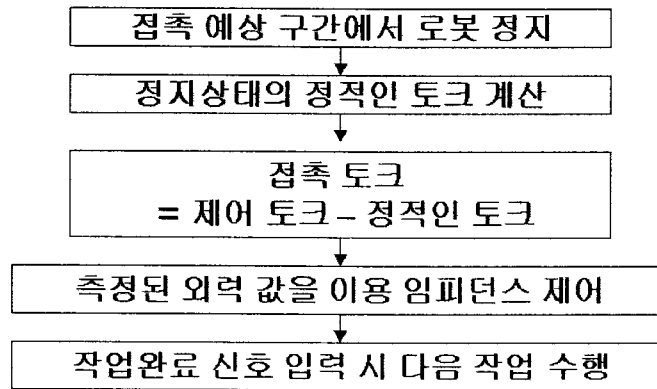 접촉 예상 구간에서 로봇 정지
정지상태의 정적인 토크 계산
접촉 토크
= 제어 토크 – 정적인 토크
측정된 외력 값을 이용 임피던스 제어
작업완료 신호 입력 시 다음 작업 수행